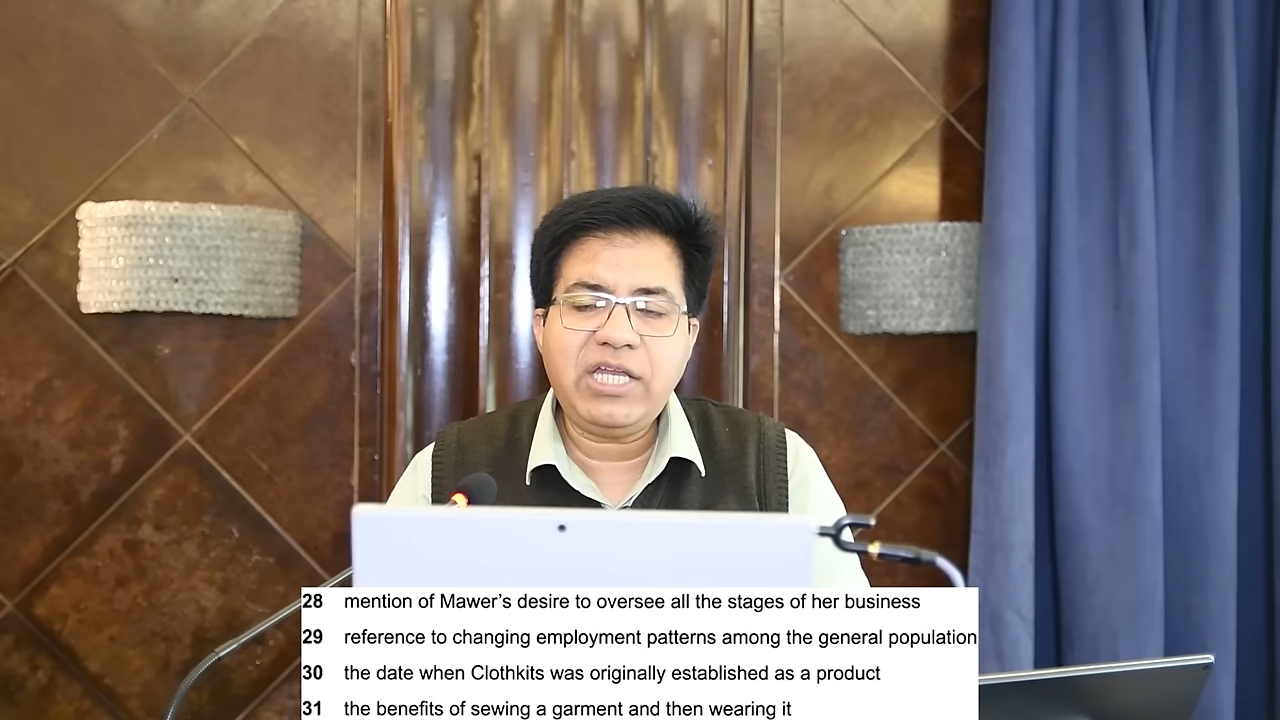 28 mention of Mawer’s desire to oversee all the stages of her business
29 reference to changing employment patterns among the general population
30 the date when Clothkits was originally established as a product
31 the benefits of sewing a garment and then wearing it